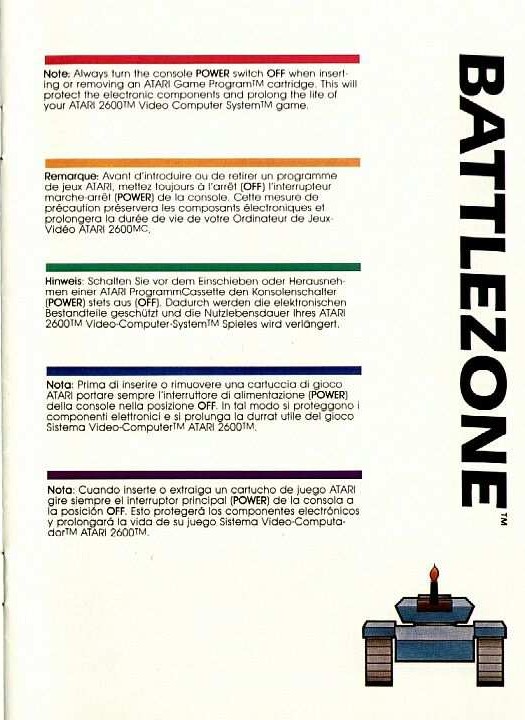 Note: Always turn the console POWER switch OFF when insert-
ing or removing an ATARI Game Program™ cartridge. This will
protect the electronic components and prolong the life of
your ATARI 2600™ Video Computer System™ game.
Remarque: Avant d'introduire ou de retirer un programme
de jeux ATARI, mettez toujours à l'arrêt (OFF) l'interrupteur
marche-arrêt (POWER) de la console. Cette mesure de
précaution préservera les composants électroniques et
prolongera la durée de vie de votre Ordinateur de Jeux-
Vidéo ATARI 2600MC.
Hinweis: Schalten Sie vor dem Einschieben oder Herausneh-
men einer ATARI ProgrammCassette den Konsolenschalter
(POWER) stets aus (OFF). Dadurch werden die elektronischen
Bestandteile geschützt und die Nutzlebensdauer Ihres ATARI
2600™ Video-Computer-System™ Spieles wird verlängert.
Nota: Prima di inserire o rimuovere una cartuccia di gioco
ATARI portare sempre l'interruttore di alimentazione (POWER)
della console nella posizione OFF. In tal modo si proteggono i
componenti elettronici e si prolunga la durrat utile del gioco
Sistema Video-Computer™ ATARI 2600™.
Nota: Cuando inserte o extraiga un cartucho de juego ATARI
gire siempre el interruptor principal (POWER) de la consola a
la posición OFF. Esto protegerá los componentes electrónicos
y prolongará la vida de su juego Sistema Video-Computa-
dor™ ATARI 2600™.
BATTLEZONE™